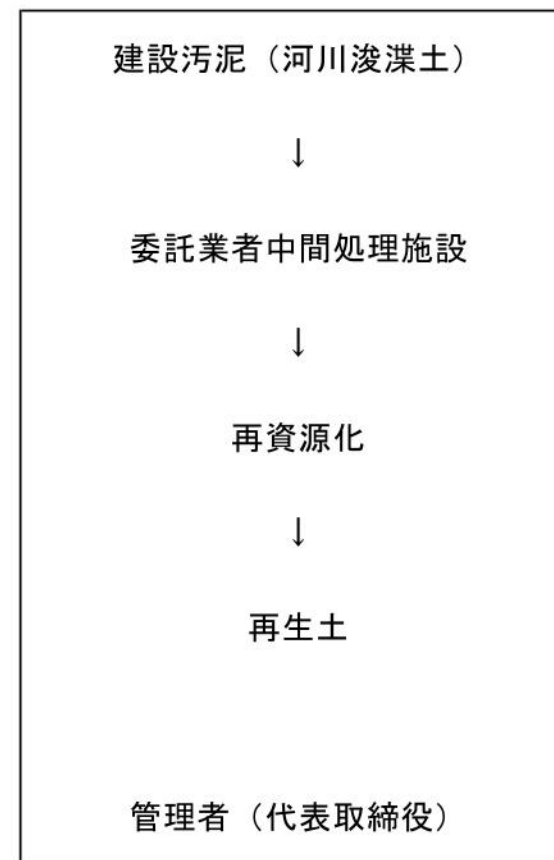 建設汚泥（河川浚渫土）
↓
委託業者中間処理施設
↓
再資源化
↓
再生土
管理者（代表取締役）